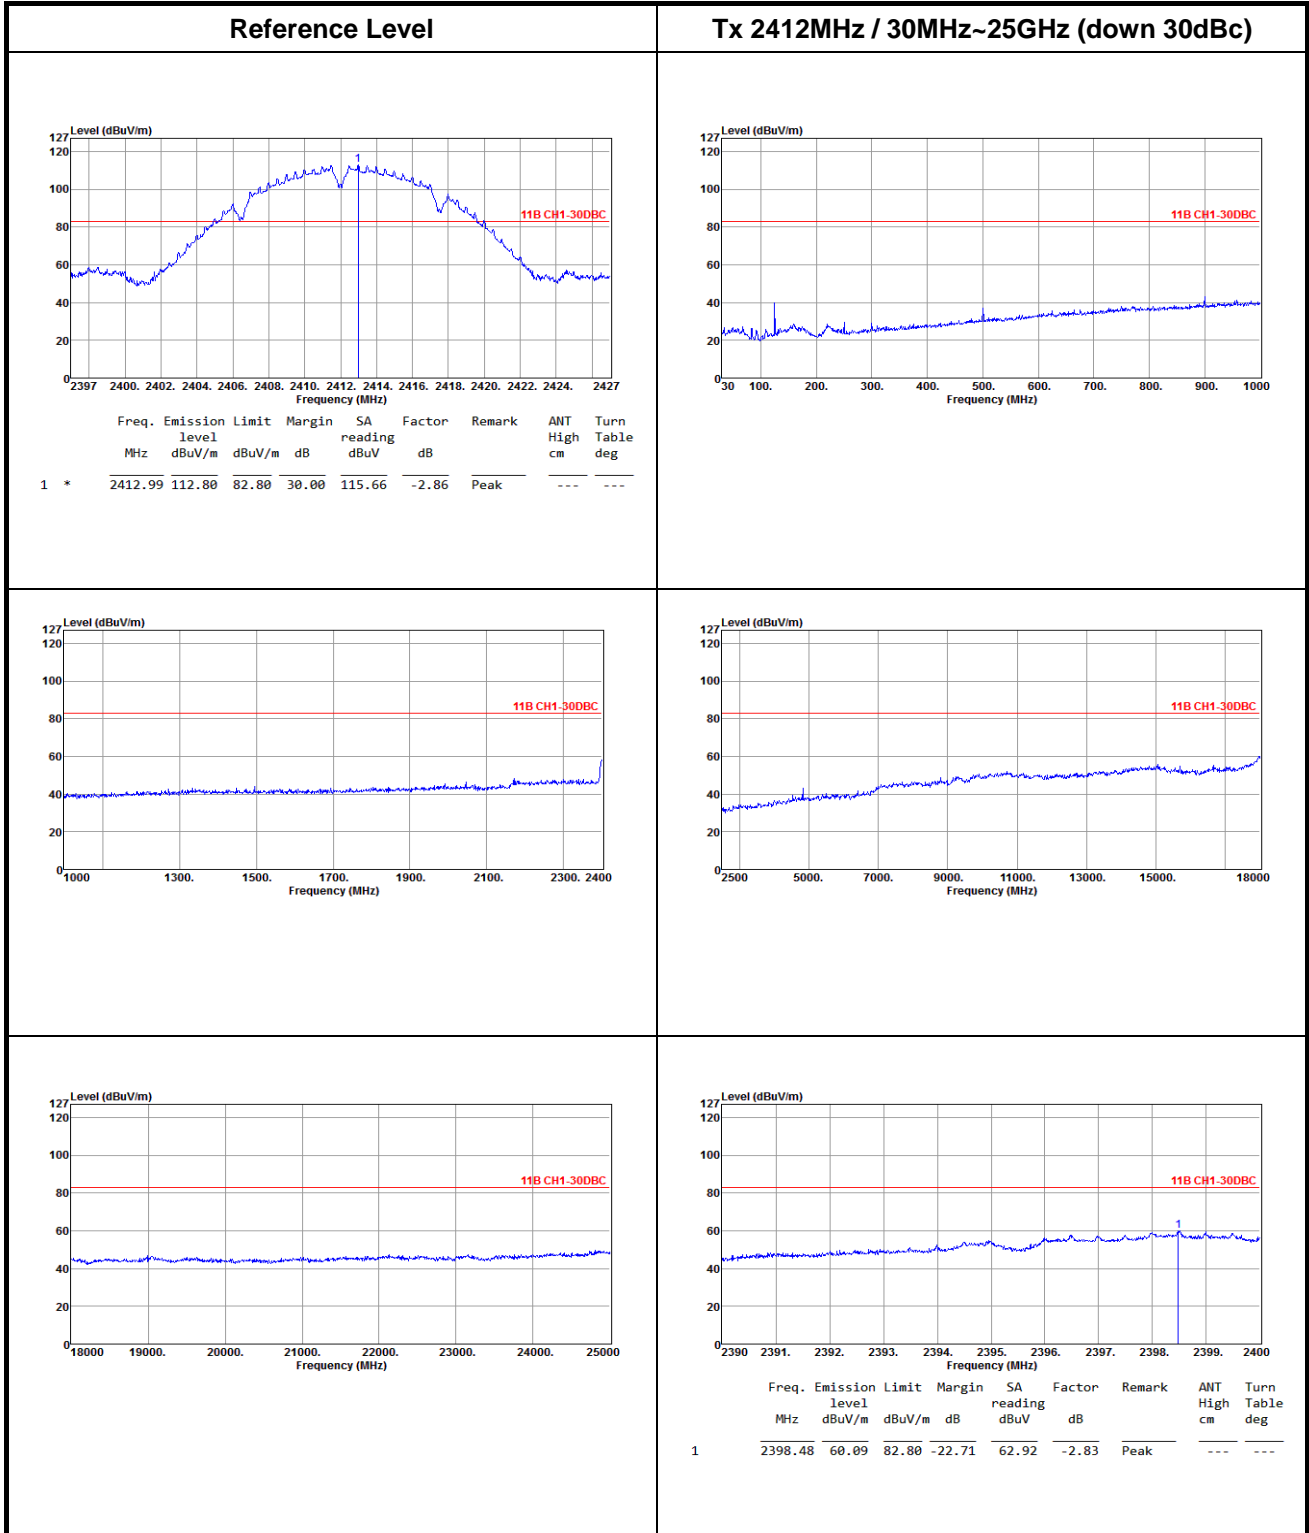 Reference Level
Tx 2412MHz / 30MHz~25GHz (down 30dBc)
Level (dBuV/m)
127
120
100
80
60
40
20
0
11B CH1-30DBC
1
2397 2400. 2402. 2404. 2406. 2408. 2410. 2412. 2414. 2416. 2418. 2420. 2422. 2424. 2427
Frequency (MHz)
Freq. Emission Limit Margin SA Factor Remark ANT Turn
level reading High Table
MHz dBuV/m dBuV/m dB dBuV dB cm deg
1 * 2412.99 112.80 82.80 30.00 115.66 -2.86 Peak --- ---
Level (dBuV/m)
127
120
100
80
60
40
20
0
11B CH1-30DBC
30 100. 200. 300. 400. 500. 600. 700. 800. 900. 1000
Frequency (MHz)
Level (dBuV/m)
127
120
100
80
60
40
20
0
11B CH1-30DBC
1000 1300. 1500. 1700. 1900. 2100. 2300. 2400
Frequency (MHz)
Level (dBuV/m)
127
120
100
80
60
40
20
0
11B CH1-30DBC
2500 5000. 7000. 9000. 11000. 13000. 15000. 18000
Frequency (MHz)
Level (dBuV/m)
127
120
100
80
60
40
20
0
11B CH1-30DBC
18000 19000. 20000. 21000. 22000. 23000. 24000. 25000
Frequency (MHz)
Level (dBuV/m)
127
120
100
80
60
40
20
0
11B CH1-30DBC
1
2390 2391. 2392. 2393. 2394. 2395. 2396. 2397. 2398. 2399. 2400
Frequency (MHz)
Freq. Emission Limit Margin SA Factor Remark ANT Turn
level reading High Table
MHz dBuV/m dBuV/m dB dBuV dB cm deg
1 2398.48 60.09 82.80 -22.71 62.92 -2.83 Peak --- ---